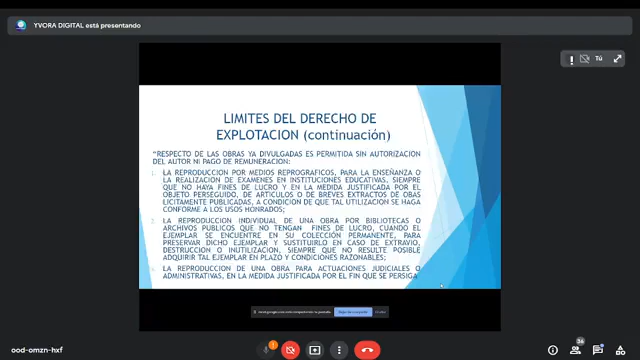 YVORA DIGITAL está presentando
Tú
LIMITES DEL DERECHO DE
EXPLOTACION (continuación)
*RESPECTO DE LAS OBRAS YA DIVULGADAS ES PERMITIDA SIN AUTORIZACION
DEL AUTOR NI PAGO DE REMUNERACION:
1. LA REPRODUCCION POR MEDIOS REPROGRAFICOS, PARA LA ENSEÑANZA O
LA REALIZACION DE EXAMENES EN INSTITUCIONES EDUCATIVAS, SIEMPRE
QUE NO HAYA FINES DE LUCRO Y EN LA MEDIDA JUSTIFICADA POR EL
OBJETO PERSEGUIDO, DE ARTICULOS O DE BREVES EXTRACTOS DE OBAS
LICITAMENTE PUBLICADAS, A CONDICION DE QUE TAL UTILIZACION SE HAGA
CONFORME A LOS USOS HONRADOS;
2. LA REPRODUCCION INDIVIDUAL DE UNA OBRA POR BIBLIOTECAS O
ARCHIVOS PUBLICOS QUE NO TENGAN FINES DE LUCRO, CUANDO EL
EJEMPLAR SE ENCUENTRE EN SU COLECCIÓN PERMANENTE, PARA
PRESERVAR DICHO EJEMPLAR Y SUSTITUIRLO EN CASO DE EXTRAVIO,
DESTRUCCION O INUTILIZACION, SIEMPRE QUE NO RESULTE POSIBLE
ADQUIRIR TAL EJEMPLAR EN PLAZO Y CONDICIONES RAZONABLES;
LA REPRODUCCION DE UNA OBRA PARA ACTUACIONES JUDICIALES O
ADMINISTRATIVAS, EN LA MEDIDA JUSTIFICADA POR EL FIN QUE SE PERSIGA
ood-omzn-hxf
36